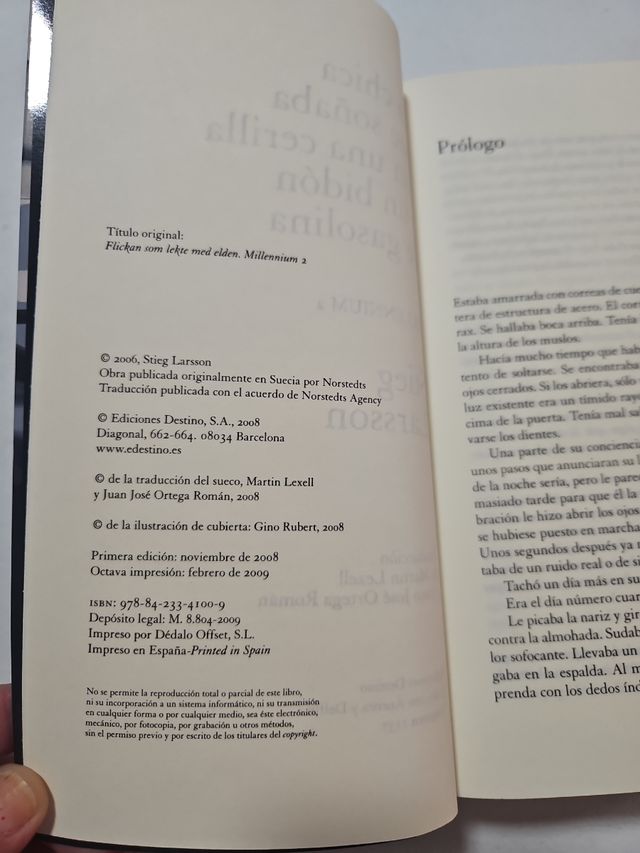 Título original:
Flickan som lekte med elden. Millennium 2
© 2006, Stieg Larsson
Obra publicada originalmente en Suecia por Norstedts
Traducción publicada con el acuerdo de Norstedts Agency
© Ediciones Destino, S.A., 2008
Diagonal, 662-664. 08034 Barcelona
www.edestino.es
© de la traducción del sueco, Martin Lexell
y Juan José Ortega Román, 2008
© de la ilustración de cubierta: Gino Rubert, 2008
Primera edición: noviembre de 2008
Octava impresión: febrero de 2009
ISBN: 978-84-233-4100-9
Depósito legal: M. 8.804-2009
Impreso por Dédalo Offset, S.L.
Impreso en España-Printed in Spain
No se permite la reproducción total o parcial de este libro,
ni su incorporación a un sistema informático, ni su transmisión
en cualquier forma o por cualquier medio, sea éste electrónico,
mecánico, por fotocopia, por grabación u otros métodos,
sin el permiso previo y por escrito de los titulares del copyright.
Prólogo
Estaba amarrada con correas de cue
tera de estructura de acero. El cor
rax. Se hallaba boca arriba. Tenía
la altura de los muslos.
Hacía mucho tiempo que hab
tento de soltarse. Se encontraba
ojos cerrados. Si los abriera, sólo
luz existente era un tímido rayo
cima de la puerta. Tenía mal sa
varse los dientes.
Una parte de su conciencia
unos pasos que anunciaran su l
de la noche sería, pero le parec
masiado tarde para que él la
bración le hizo abrir los ojos
se hubiese puesto en marcha
Unos segundos después ya n
taba de un ruido real o de si
Tachó un día más en su
Era el día número cuar
Le picaba la nariz y gir
contra la almohada. Sudab
lor sofocante. Llevaba un
gaba en la espalda. Al m
prenda con los dedos índ